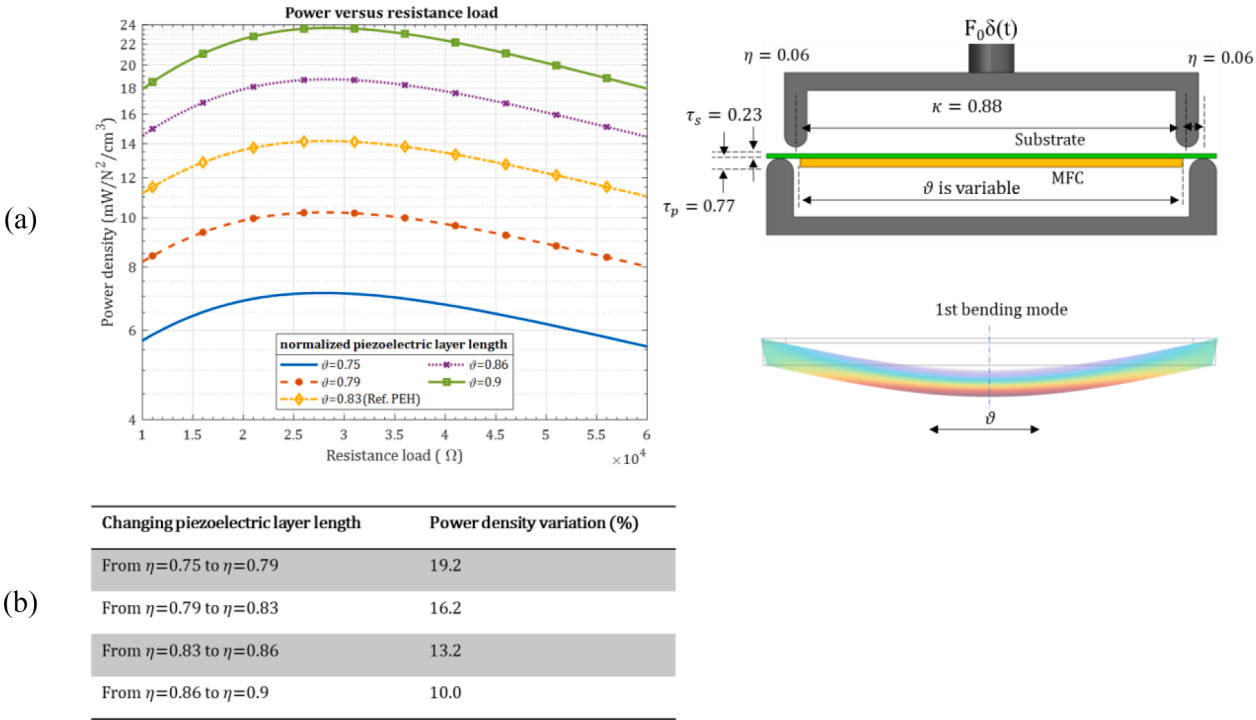 (a)
Power versus resistance load
Power density (mW/N²/cm³)
24
22
20
18
16
14
12
10
8
6
4
1 1.5 2 2.5 3 3.5 4 4.5 5 5.5 6
Resistance load ( Ω)
×10⁴
normalized piezoelectric layer length
ϑ=0.75
ϑ=0.79
ϑ=0.83(Ref. PEH)
ϑ=0.86
ϑ=0.9
F₀δ(t)
η = 0.06
η = 0.06
κ = 0.88
τₛ = 0.23
Substrate
MFC
ϑ is variable
τₚ = 0.77
1st bending mode
ϑ
(b)
Changing piezoelectric layer length Power density variation (%)
From η=0.75 to η=0.79 19.2
From η=0.79 to η=0.83 16.2
From η=0.83 to η=0.86 13.2
From η=0.86 to η=0.9 10.0